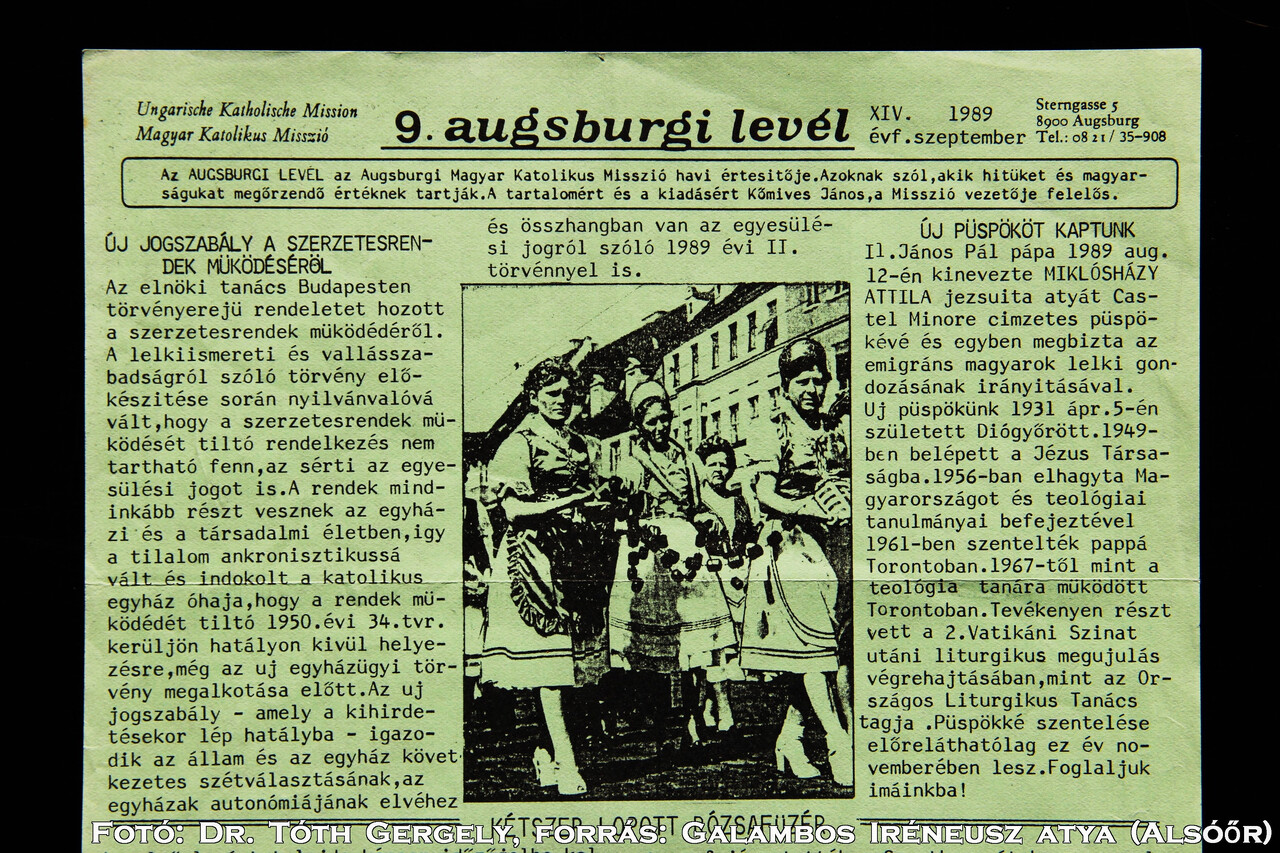 Ungarische Katholische Mission
Magyar Katolikus Misszió
9. augsburgi levél
XIV. 1989
évf.szeptember
Sterngasse 5
8900 Augsburg
Tel.: 08 21 / 35-908
Az AUGSBURGI LEVÉL az Augsburgi Magyar Katolikus Misszió havi értesitője.Azoknak szól,akik hitüket és magyar-
ságukat megőrzendő értéknek tartják.A tartalomért és a kiadásért Kőmives János,a Misszió vezetője felelős.
ÚJ JOGSZABÁLY A SZERZETESREN-
DEK MÜKÖDÉSÉRŐL
Az elnöki tanács Budapesten
törvényerejü rendeletet hozott
a szerzetesrendek müködédéről.
A lelkiismereti és vallássza-
badságról szóló törvény elő-
készitése során nyilvánvalóvá
vált,hogy a szerzetesrendek mü-
ködését tiltó rendelkezés nem
tartható fenn,az sérti az egye-
sülési jogot is.A rendek mind-
inkább részt vesznek az egyhá-
zi és a társadalmi életben,igy
a tilalom ankronisztikussá
vált és indokolt a katolikus
egyház óhaja,hogy a rendek mü-
ködédét tiltó 1950.évi 34.tvr.
kerüljön hatályon kivül helye-
zésre,még az uj egyházügyi tör-
vény megalkotása előtt.Az uj
jogszabály - amely a kihirde-
tésekor lép hatályba - igazo-
dik az állam és az egyház követ-
kezetes szétválasztásának,az
egyházak autonómiájának elvéhez
és összhangban van az egyesülé-
si jogról szóló 1989 évi II.
törvénnyel is.
ÚJ PÜSPÖKÖT KAPTUNK
II.János Pál pápa 1989 aug.
12-én kinevezte MIKLÓSHÁZY
ATTILA jezsuita atyát Cas-
tel Minore cimzetes püspö-
kévé és egyben megbizta az
emigráns magyarok lelki gon-
dozásának irányitásával.
Uj püspökünk 1931 ápr.5-én
született Diógyőrött.1949-
ben belépett a Jézus Társa-
ságba.1956-ban elhagyta Ma-
gyarországot és teológiai
tanulmányai befejeztével
1961-ben szentelték pappá
Torontoban.1967-től mint a
teológia tanára müködött
Torontoban.Tevékenyen részt
vett a 2.Vatikáni Szinat
utáni liturgikus megujulás
végrehajtásában,mint az Or-
szágos Liturgikus Tanács
tagja .Püspökké szentelése
előreláthatólag ez év no-
vemberében lesz.Foglaljuk
imáinkba!
KÉTSZER LOPOTT RÓZSAFÜZÉR
Fotó: Dr. Tóth Gergely, forrás: Galambos Iréneusz atya (Alsóőr)